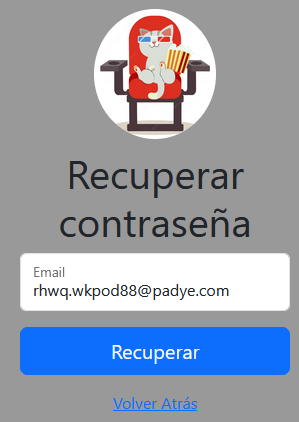 Recuperar
contraseña
Email
rhwq.wkpod88@padye.com
Recuperar
Volver Atrás